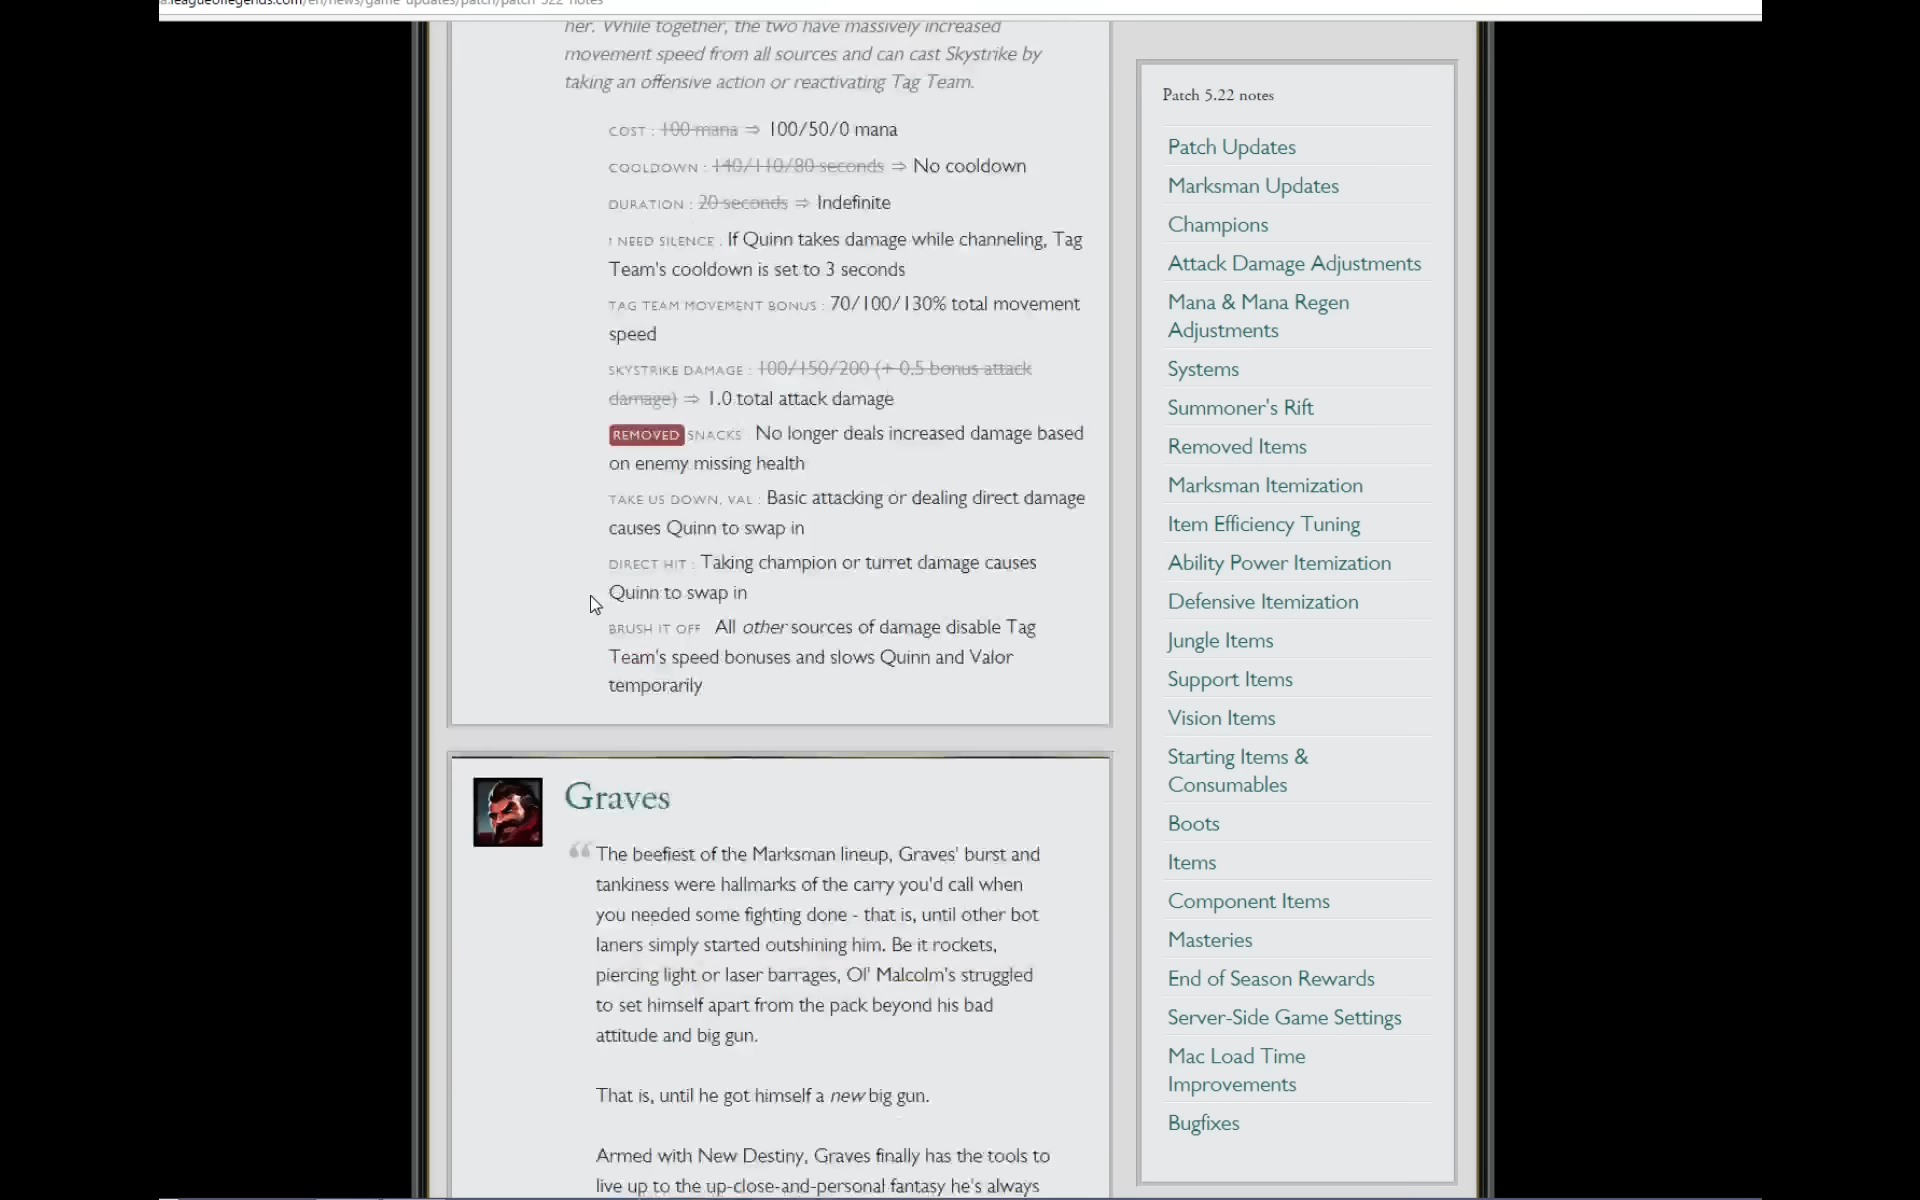 a.leagueoflegends.com/en/news/game-updates/patch/patch-522-notes
her. While together, the two have massively increased
movement speed from all sources and can cast Skystrike by
taking an offensive action or reactivating Tag Team.
COST : 100 mana ⇒ 100/50/0 mana
COOLDOWN : 140/110/80 seconds ⇒ No cooldown
DURATION : 20 seconds ⇒ Indefinite
I NEED SILENCE : If Quinn takes damage while channeling, Tag
Team's cooldown is set to 3 seconds
TAG TEAM MOVEMENT BONUS : 70/100/130% total movement
speed
SKYSTRIKE DAMAGE : 100/150/200 (+ 0.5 bonus attack
damage) ⇒ 1.0 total attack damage
REMOVED SNACKS No longer deals increased damage based
on enemy missing health
TAKE US DOWN, VAL : Basic attacking or dealing direct damage
causes Quinn to swap in
DIRECT HIT : Taking champion or turret damage causes
Quinn to swap in
BRUSH IT OFF All other sources of damage disable Tag
Team's speed bonuses and slows Quinn and Valor
temporarily
Graves
“ The beefiest of the Marksman lineup, Graves' burst and
tankiness were hallmarks of the carry you'd call when
you needed some fighting done - that is, until other bot
laners simply started outshining him. Be it rockets,
piercing light or laser barrages, Ol' Malcolm's struggled
to set himself apart from the pack beyond his bad
attitude and big gun.
That is, until he got himself a new big gun.
Armed with New Destiny, Graves finally has the tools to
live up to the up-close-and-personal fantasy he's always
Patch 5.22 notes
Patch Updates
Marksman Updates
Champions
Attack Damage Adjustments
Mana & Mana Regen
Adjustments
Systems
Summoner's Rift
Removed Items
Marksman Itemization
Item Efficiency Tuning
Ability Power Itemization
Defensive Itemization
Jungle Items
Support Items
Vision Items
Starting Items &
Consumables
Boots
Items
Component Items
Masteries
End of Season Rewards
Server-Side Game Settings
Mac Load Time
Improvements
Bugfixes